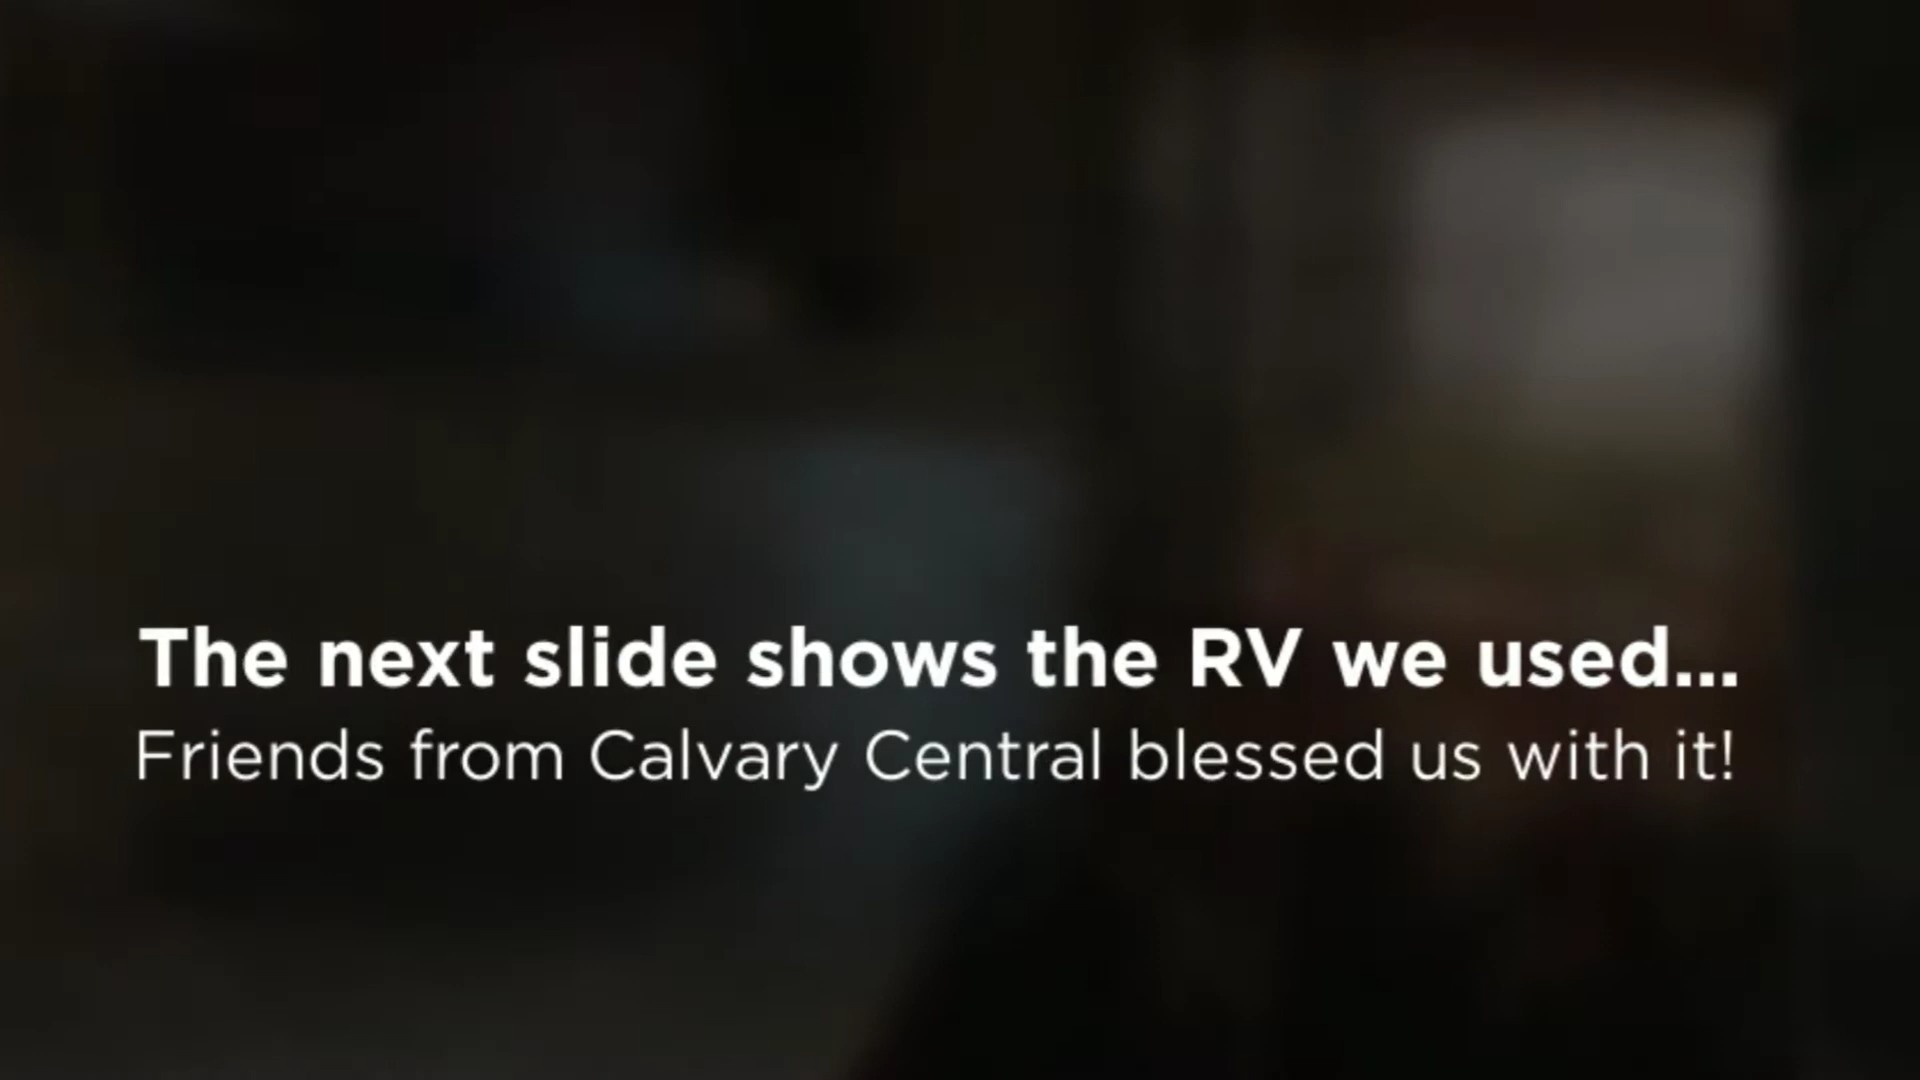 The next slide shows the RV we used...
Friends from Calvary Central blessed us with it!